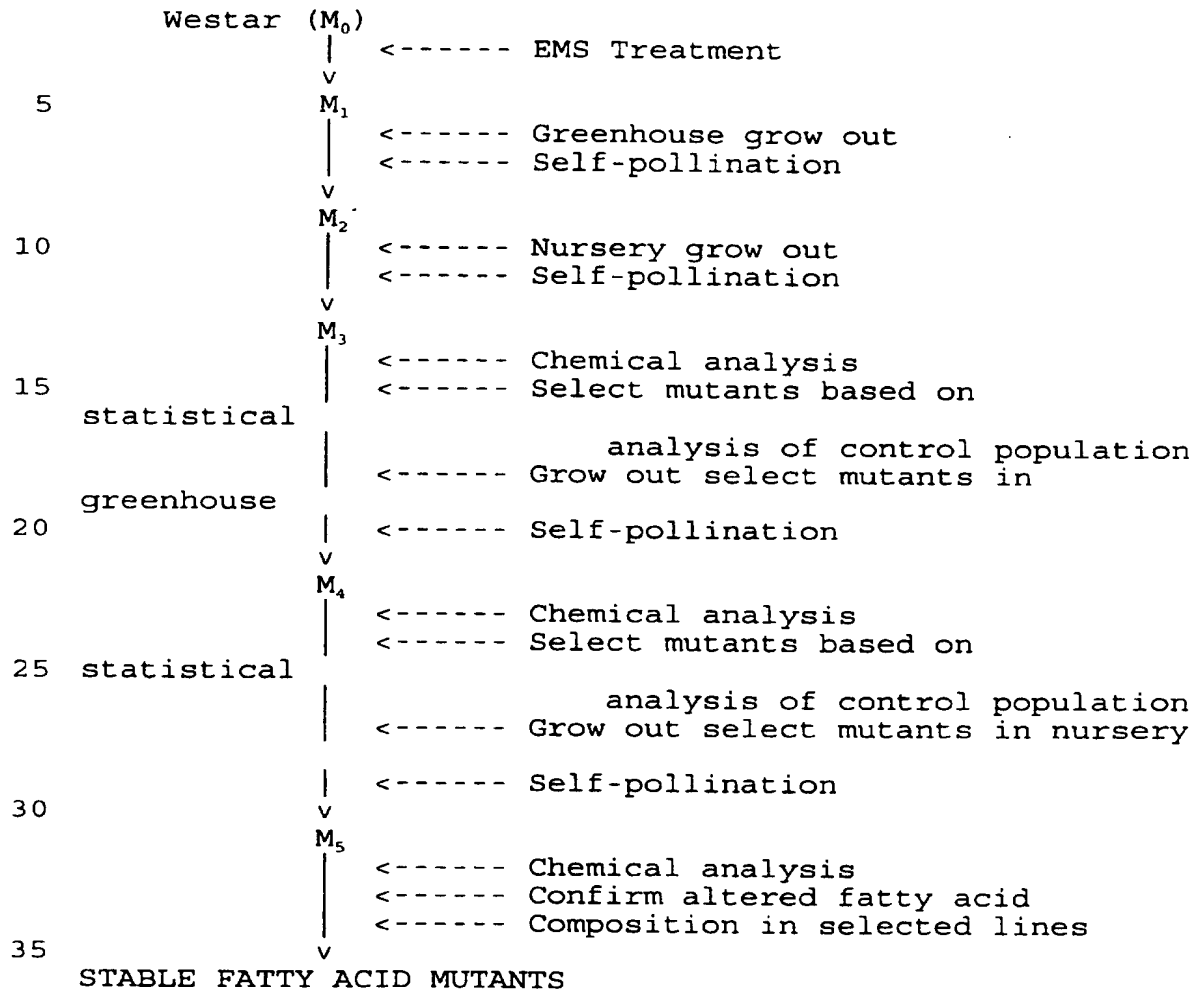 Westar (M₀)
| <------ EMS Treatment
v
5 M₁
| <------ Greenhouse grow out
| <------ Self-pollination
v
M₂
10 | <------ Nursery grow out
| <------ Self-pollination
v
M₃
| <------ Chemical analysis
15 | <------ Select mutants based on
statistical
| analysis of control population
| <------ Grow out select mutants in
greenhouse
20 | <------ Self-pollination
v
M₄
| <------ Chemical analysis
| <------ Select mutants based on
25 statistical
| analysis of control population
| <------ Grow out select mutants in nursery
| <------ Self-pollination
30 v
M₅
| <------ Chemical analysis
| <------ Confirm altered fatty acid
| <------ Composition in selected lines
35 v
STABLE FATTY ACID MUTANTS